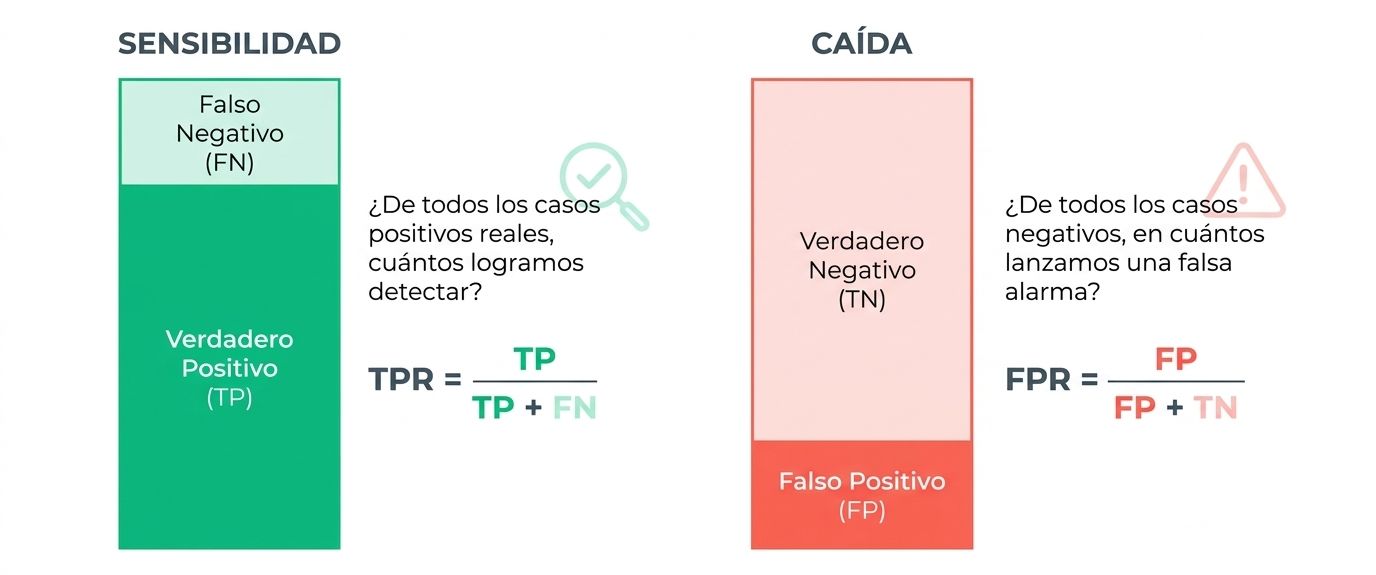 SENSIBILIDAD
Falso
Negativo
(FN)
Verdadero
Positivo
(TP)
¿De todos los casos
positivos reales,
cuántos logramos
detectar?
TPR = TP
TP + FN
CAÍDA
Verdadero
Negativo
(TN)
Falso Positivo
(FP)
¿De todos los casos
negativos, en cuántos
lanzamos una falsa
alarma?
FPR = FP
FP + TN